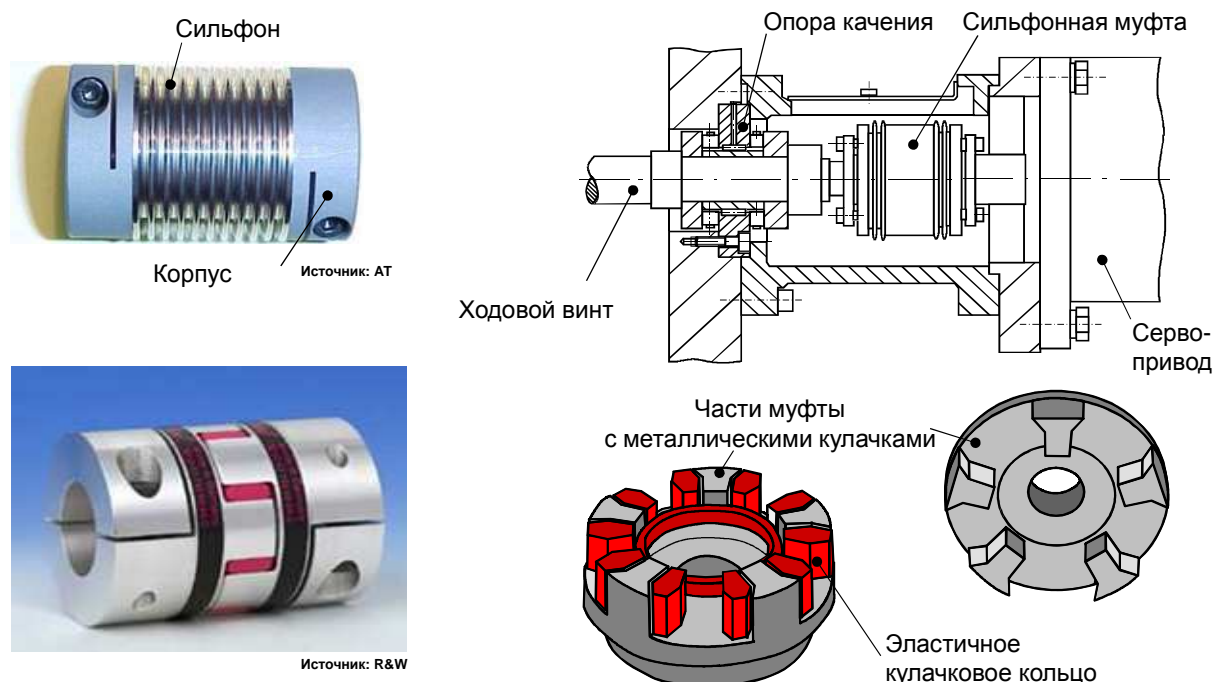 Сильфон
Корпус
Источник: AT
Опора качения
Сильфонная муфта
Ходовой винт
Серво-
привод
Источник: R&W
Части муфты
с металлическими кулачками
Эластичное
кулачковое кольцо